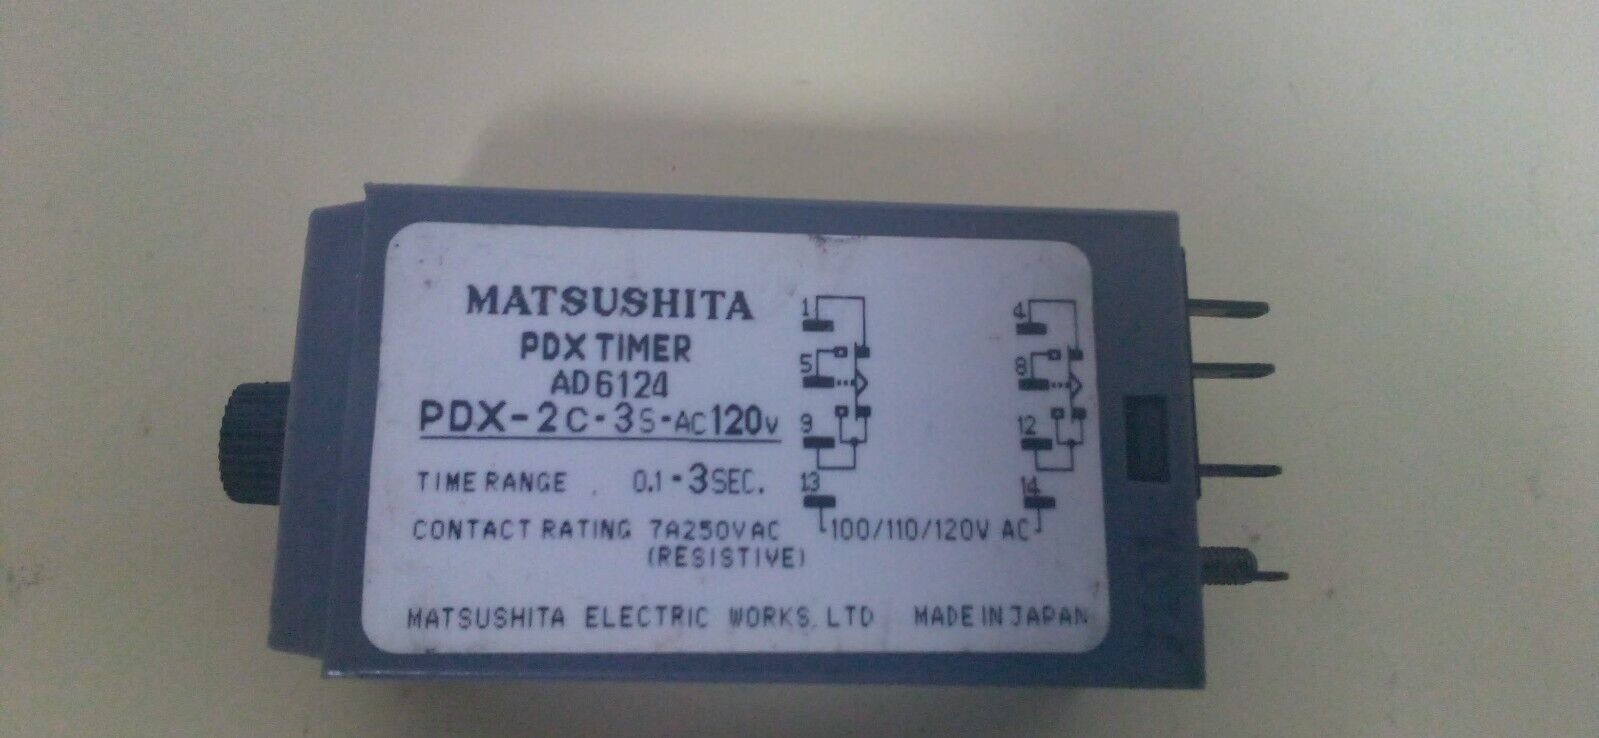 MATSUSHITA
PDX TIMER
AD6124
PDX-2C-3S-AC120V
TIME RANGE 0.1-3SEC.
CONTACT RATING 7A250VAC
(RESISTIVE)
1
5
9
13
4
8
12
14
100/110/120V AC
MATSUSHITA ELECTRIC WORKS, LTD MADE IN JAPAN